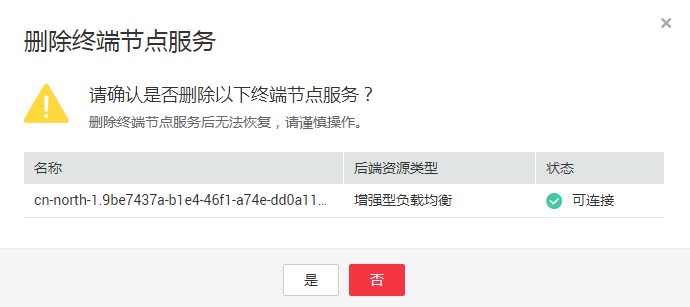 删除终端节点服务
请确认是否删除以下终端节点服务？
删除终端节点服务后无法恢复，请谨慎操作。
名称 后端资源类型 状态
cn-north-1.9be7437a-b1e4-46f1-a74e-dd0a11... 增强型负载均衡 可连接
是 否